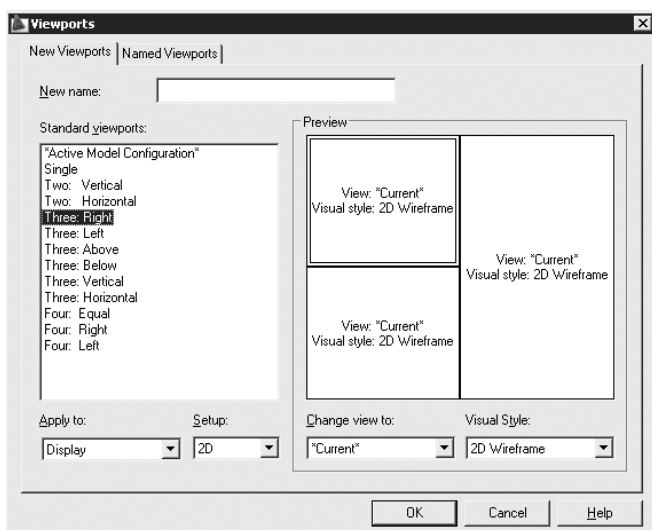 Viewports
New Viewports
Named Viewports
New name:
Standard viewports:
*Active Model Configuration*
Single
Two: Vertical
Two: Horizontal
Three: Right
Three: Left
Three: Above
Three: Below
Three: Vertical
Three: Horizontal
Four: Equal
Four: Right
Four: Left
Preview
View: *Current*
Visual style: 2D Wireframe
View: *Current*
Visual style: 2D Wireframe
View: *Current*
Visual style: 2D Wireframe
Apply to:
Setup:
Change view to:
Visual Style:
Display
2D
*Current*
2D Wireframe
OK
Cancel
Help